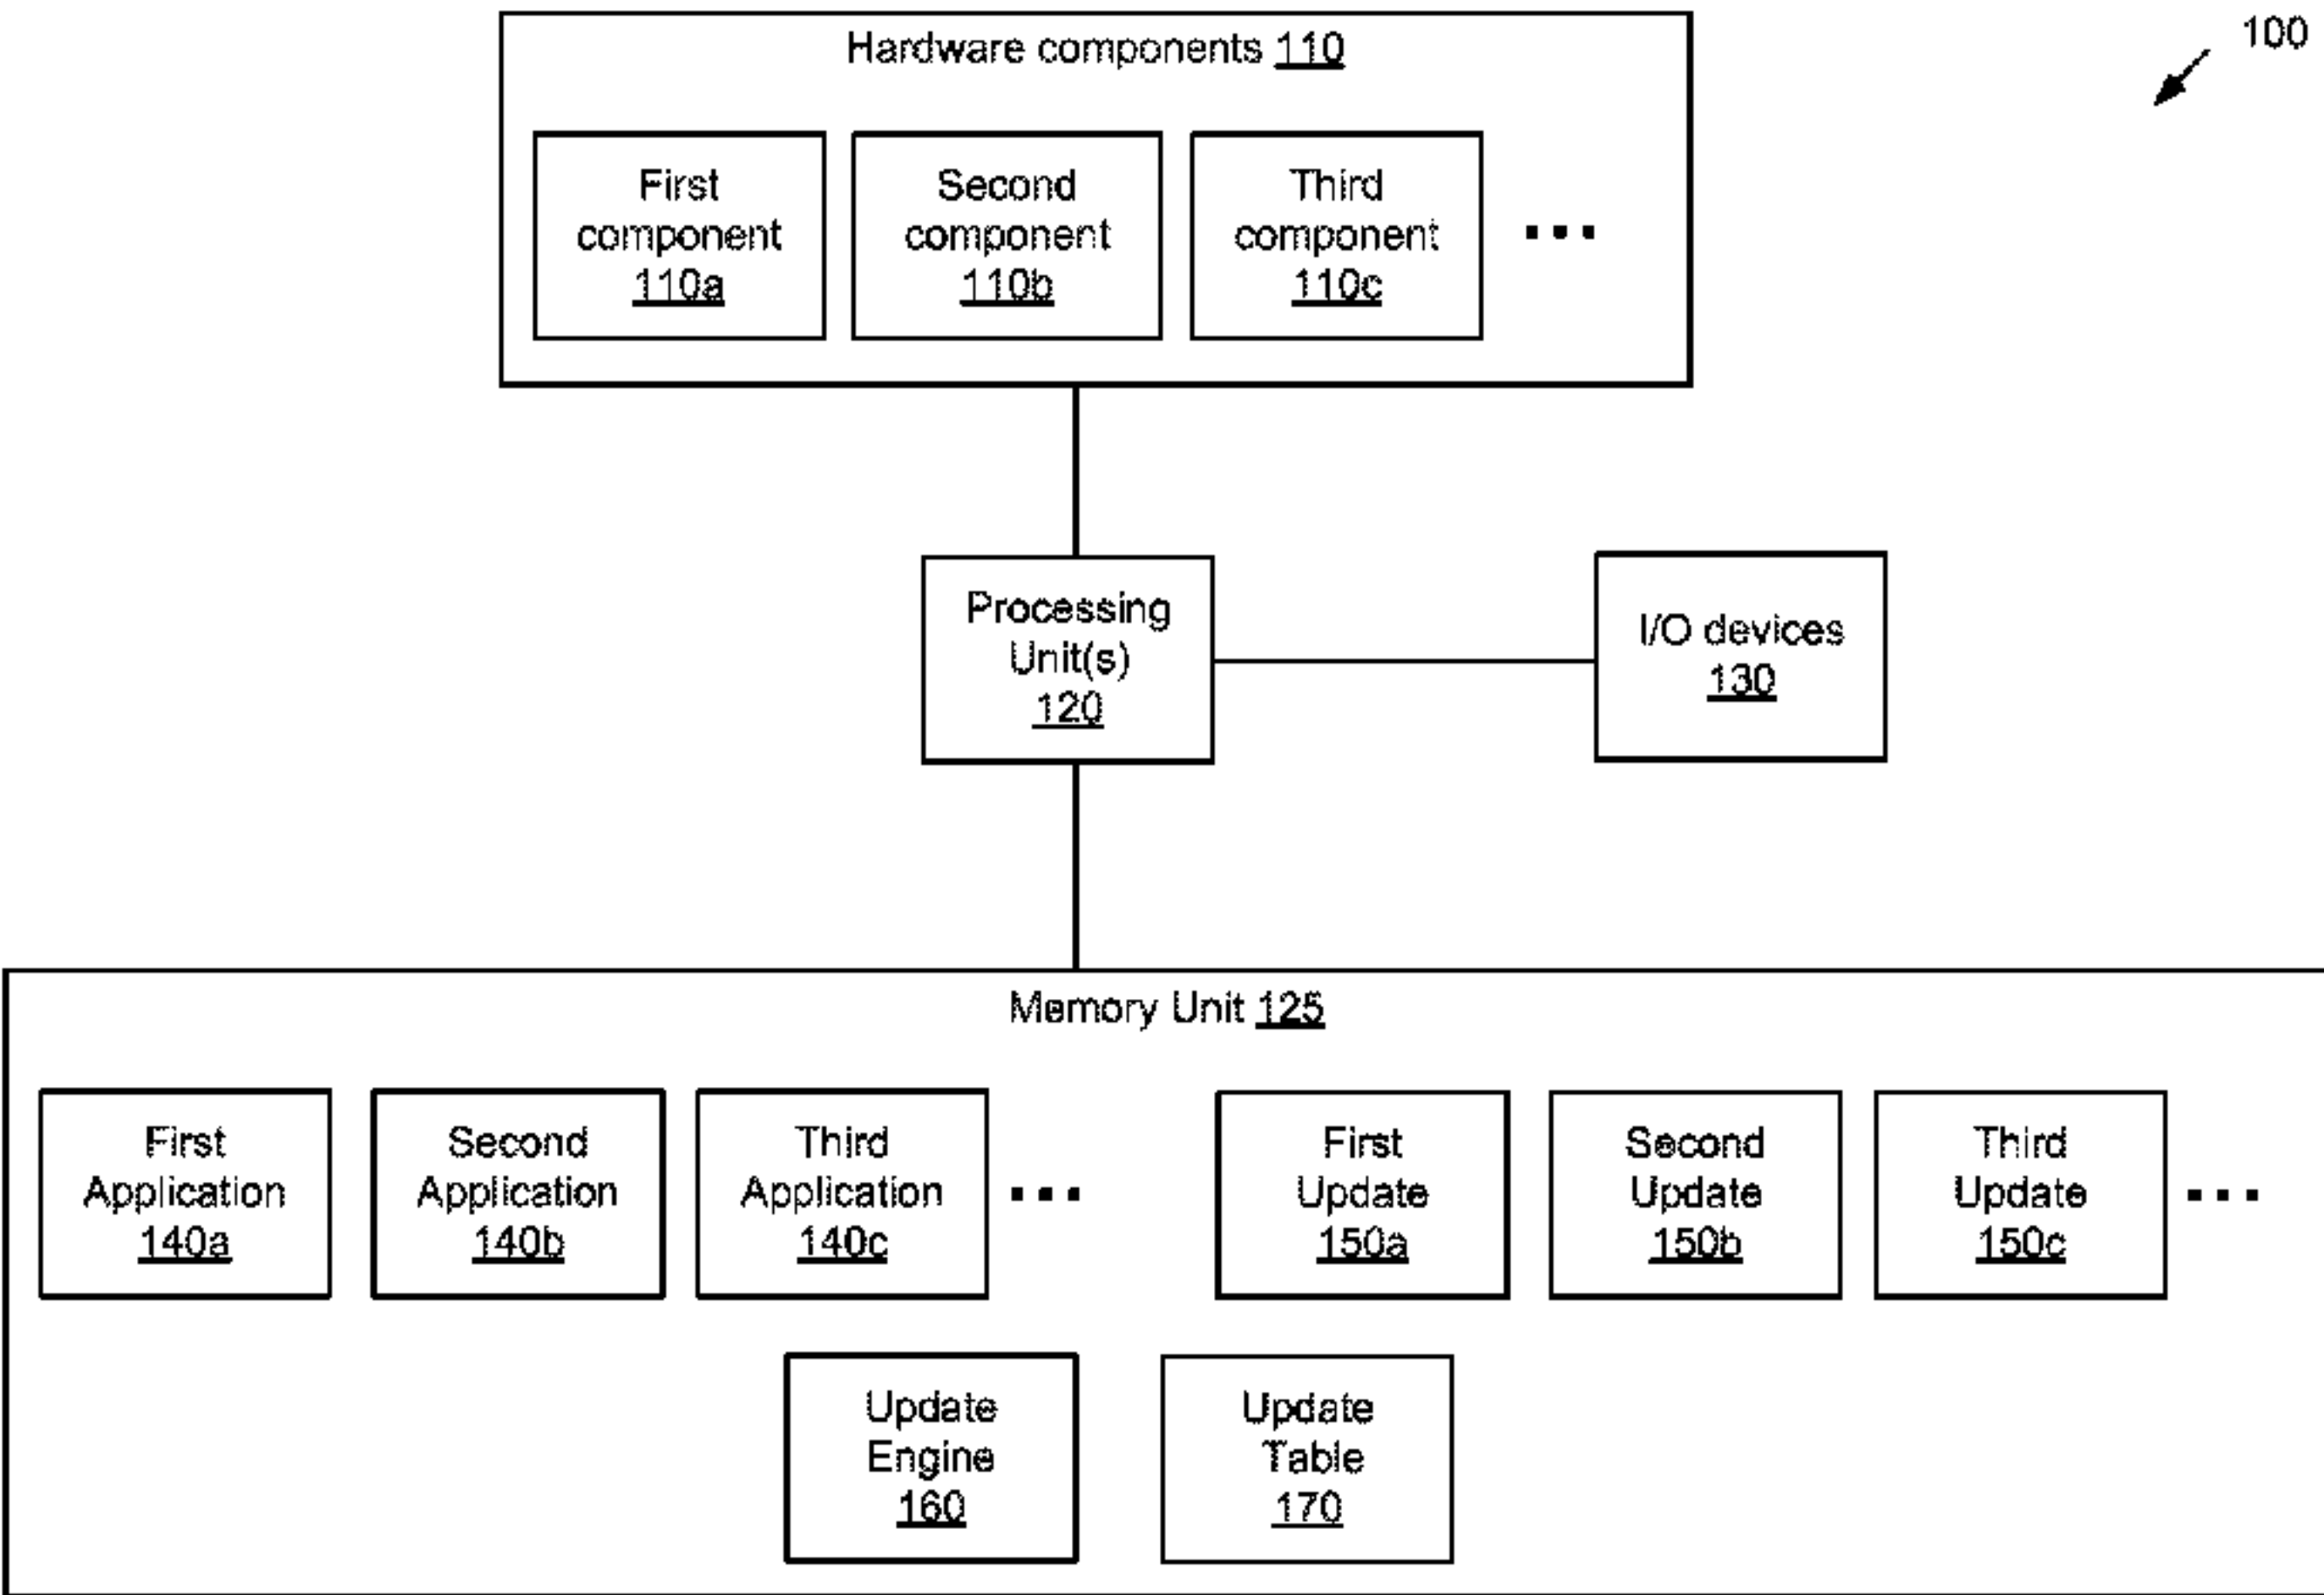 100
Hardware components 110
First
component
110a
Second
component
110b
Third
component
110c
...
Processing
Unit(s)
120
I/O devices
130
Memory Unit 125
First
Application
140a
Second
Application
140b
Third
Application
140c
...
First
Update
150a
Second
Update
150b
Third
Update
150c
...
Update
Engine
160
Update
Table
170